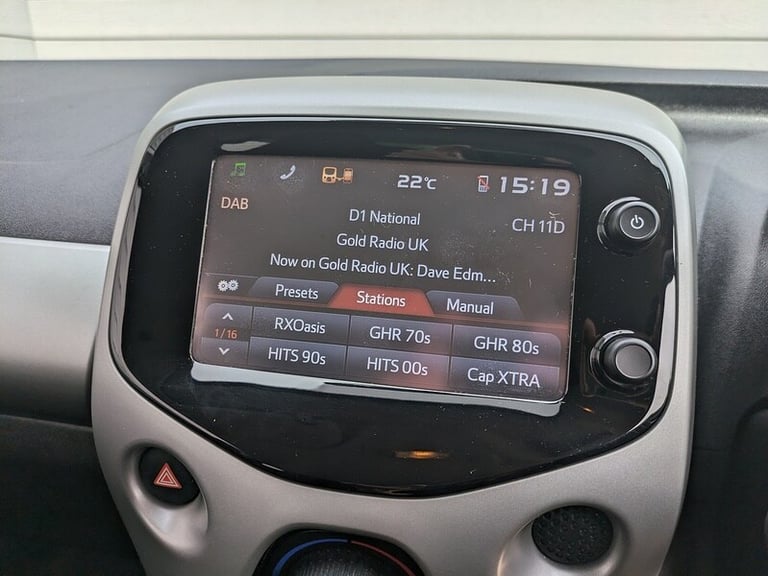 22°C 15:19
DAB
D1 National
CH 11D
Gold Radio UK
Now on Gold Radio UK: Dave Edm...
Presets Stations Manual
1/16
RXOasis GHR 70s GHR 80s
HITS 90s HITS 00s Cap XTRA